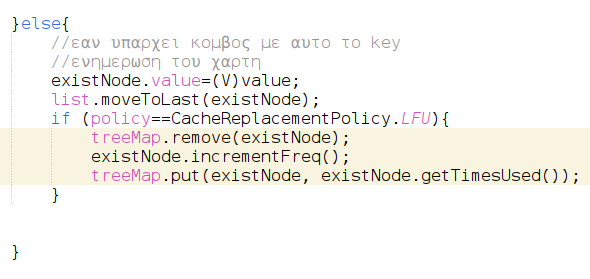 }else{
//εαν υπαρχει κομβος με αυτο το key
//ενημερωση του χαρτη
existNode.value=(V)value;
list.moveToLast(existNode);
if (policy==CacheReplacementPolicy.LFU){
treeMap.remove(existNode);
existNode.incrementFreq();
treeMap.put(existNode, existNode.getTimesUsed());
}
}